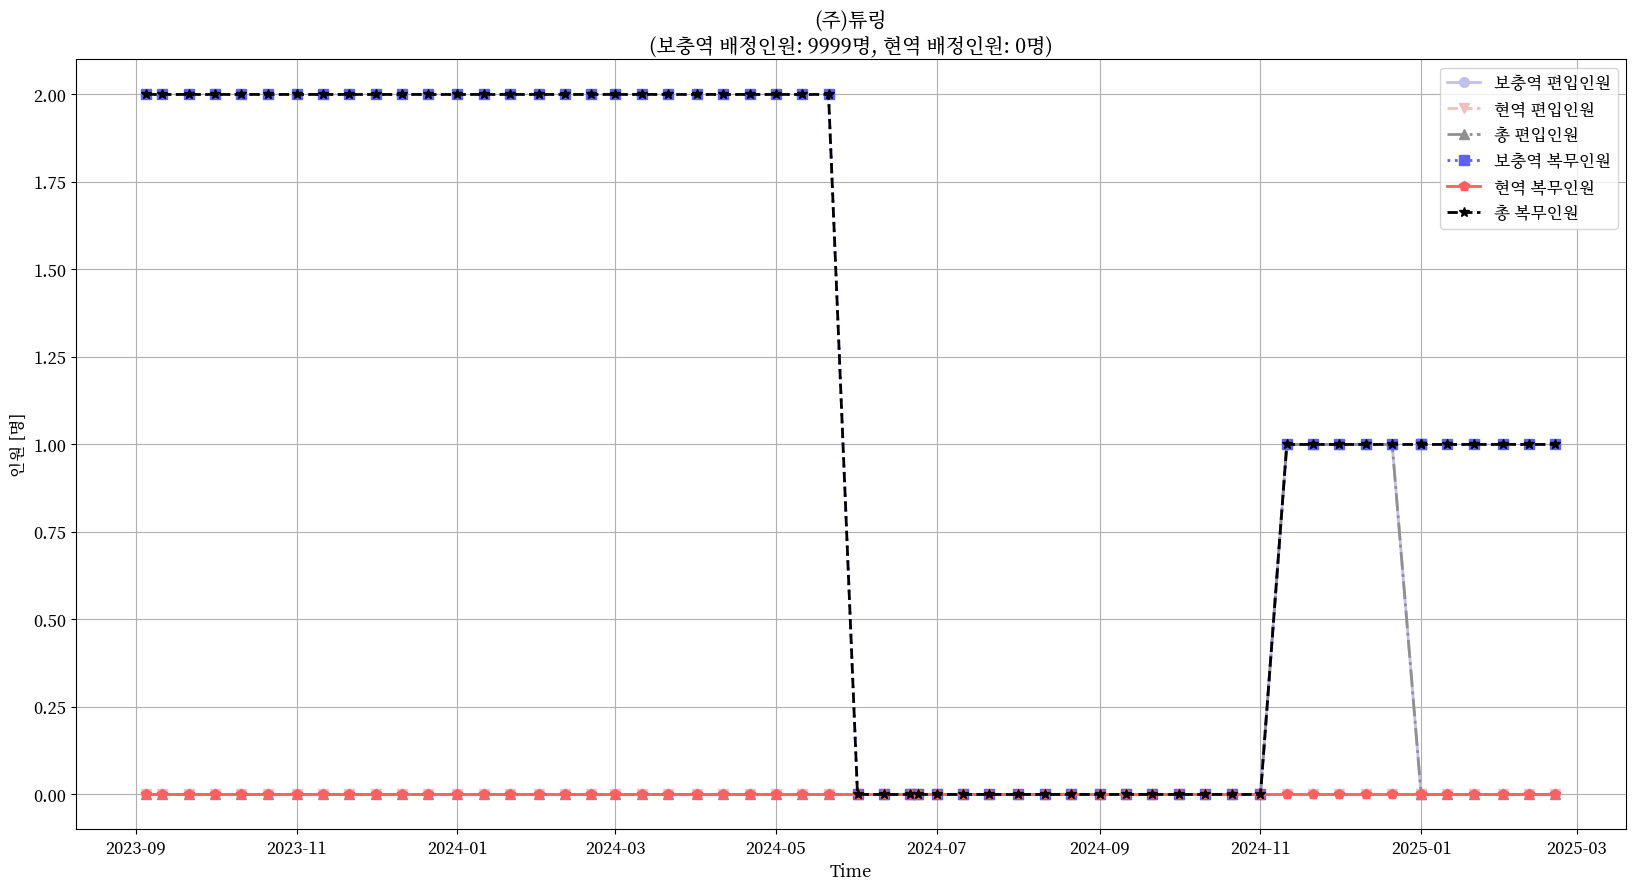 (주)튜링
(보충역 배정인원: 9999명, 현역 배정인원: 0명)
보충역 편입인원
현역 편입인원
총 편입인원
보충역 복무인원
현역 복무인원
총 복무인원
인원 [명]
2.00
1.75
1.50
1.25
1.00
0.75
0.50
0.25
0.00
2023-09 2023-11 2024-01 2024-03 2024-05 2024-07 2024-09 2024-11 2025-01 2025-03
Time